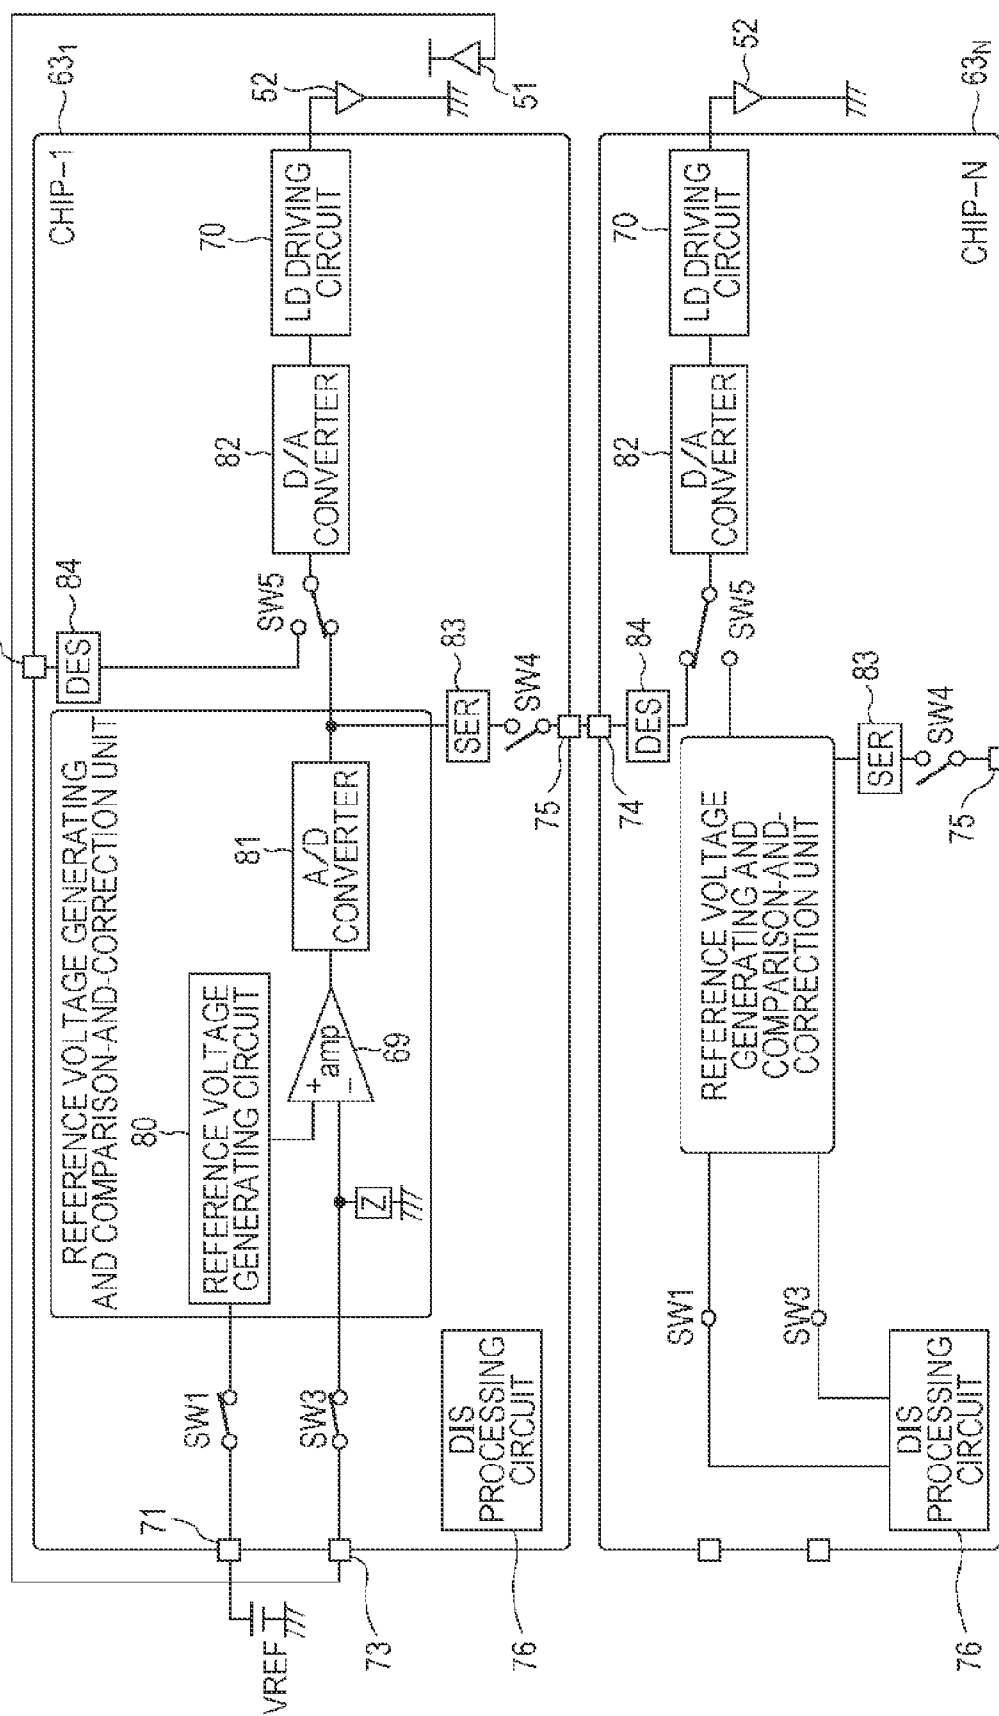 CHIP-1
63₁
REFERENCE VOLTAGE GENERATING
AND COMPARISON-AND-CORRECTION UNIT
80
REFERENCE VOLTAGE
GENERATING CIRCUIT
+
amp
−
69
Z
81
A/D
CONVERTER
84
DES
SW5
82
D/A
CONVERTER
70
LD DRIVING
CIRCUIT
52
51
71
SW1
SW3
VREF
73
DIS
PROCESSING
CIRCUIT
76
83
SER
SW4
75
74
CHIP-N
63N
84
DES
SW5
82
D/A
CONVERTER
70
LD DRIVING
CIRCUIT
52
REFERENCE VOLTAGE
GENERATING AND
COMPARISON-AND-
CORRECTION UNIT
SW1
SW3
DIS
PROCESSING
CIRCUIT
76
83
SER
SW4
75